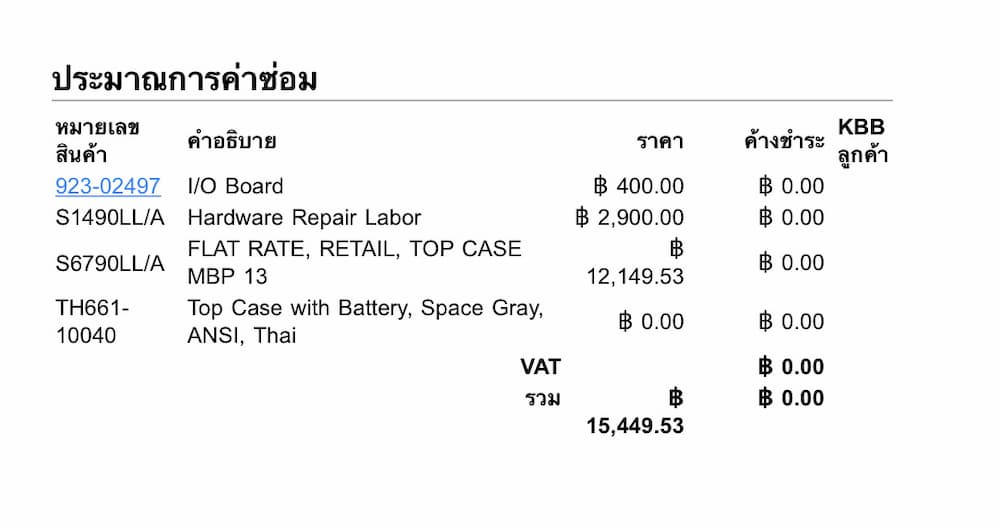 ประมาณการค่าซ่อม
หมายเลข
สินค้า
คำอธิบาย
ราคา
ค้างชำระ
KBB
ลูกค้า
923-02497 I/O Board ฿ 400.00 ฿ 0.00
S1490LL/A Hardware Repair Labor ฿ 2,900.00 ฿ 0.00
S6790LL/A
FLAT RATE, RETAIL, TOP CASE
MBP 13
฿
12,149.53
฿ 0.00
TH661-
10040
Top Case with Battery, Space Gray,
ANSI, Thai
฿ 0.00
฿ 0.00
VAT ฿ 0.00
รวม ฿ ฿ 0.00
15,449.53